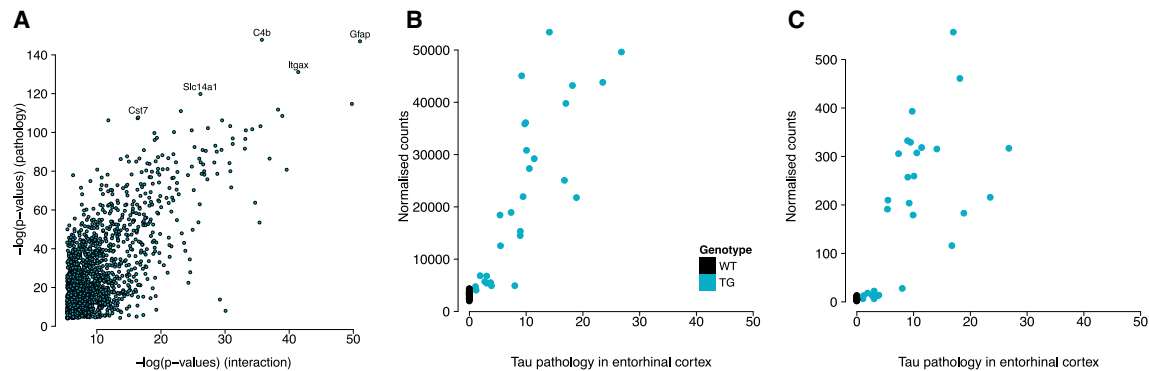 A
B
C
C4b
Gfap
Itgax
Slc14a1
Cst7
−log(p−values) (pathology)
140
120
100
80
60
40
20
0
10
20
30
40
50
−log(p−values) (interaction)
Normalised counts
50000
40000
30000
20000
10000
0
0
10
20
30
40
50
Tau pathology in entorhinal cortex
Genotype
WT
TG
Normalised counts
500
400
300
200
100
0
0
10
20
30
40
50
Tau pathology in entorhinal cortex